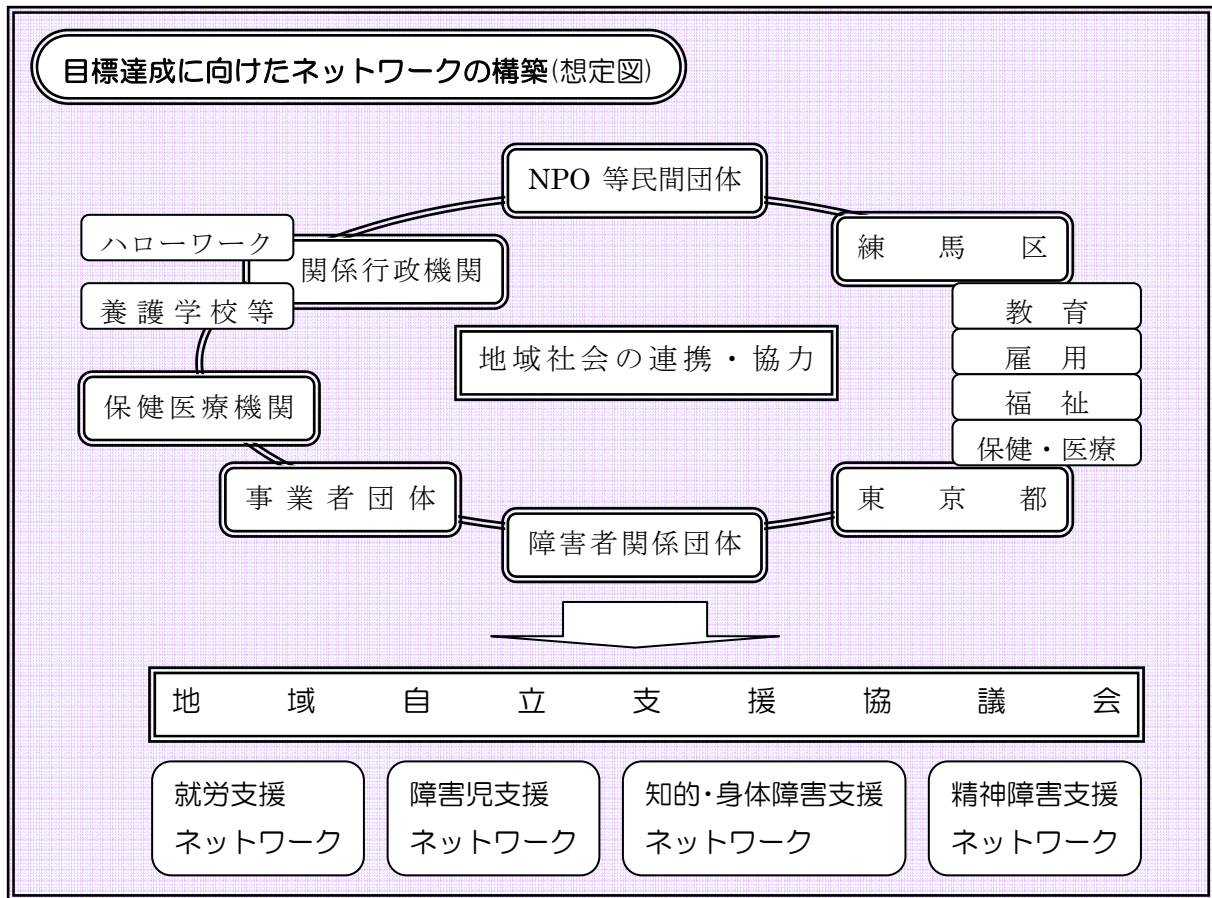 目標達成に向けたネットワークの構築(想定図)
NPO 等民間団体
ハローワーク
関係行政機関
養護学校等
練馬区
教育
雇用
福祉
保健・医療
地域社会の連携・協力
保健医療機関
事業者団体
東京都
障害者関係団体
地域自立支援協議会
就労支援
ネットワーク
障害児支援
ネットワーク
知的・身体障害支援
ネットワーク
精神障害支援
ネットワーク